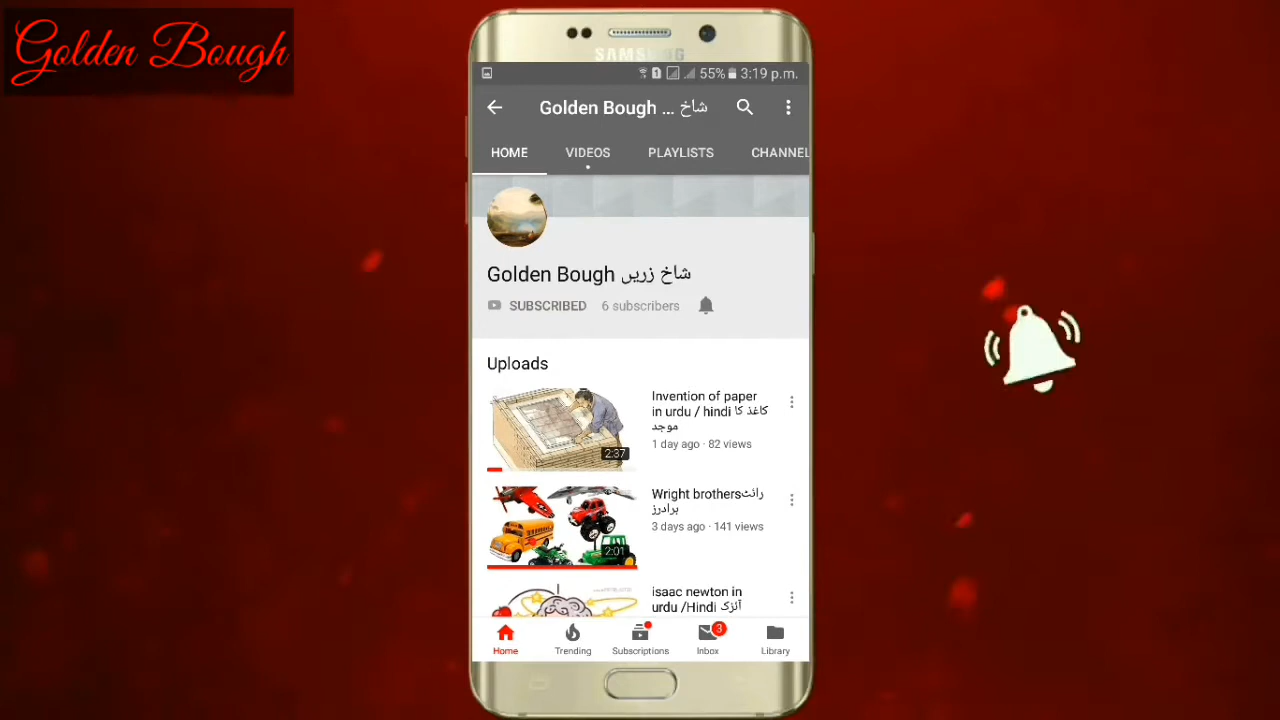 Golden Bough
SAMSUNG
55% 3:19 p.m.
Golden Bough شاخ ...
HOME VIDEOS PLAYLISTS CHANNEL
Golden Bough شاخ زریں
SUBSCRIBED 6 subscribers
Uploads
Invention of paper
in urdu / hindi کاغذ کا
موجد
1 day ago · 82 views
2:37
Wright brothersرائٹ
برادرز
3 days ago · 141 views
2:01
isaac newton in
urdu /Hindi آئزک
3
Home Trending Subscriptions Inbox Library